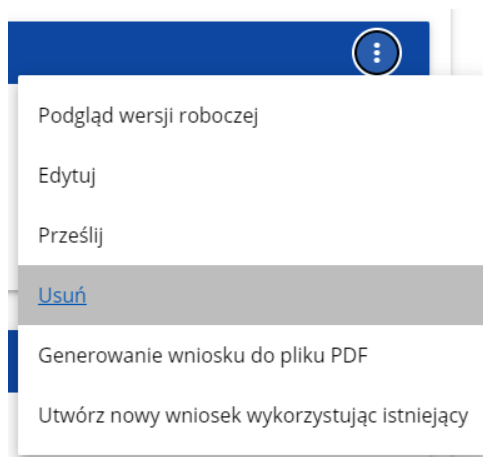 Podgląd wersji roboczej
Edytuj
Prześlij
Usuń
Generowanie wniosku do pliku PDF
Utwórz nowy wniosek wykorzystując istniejący